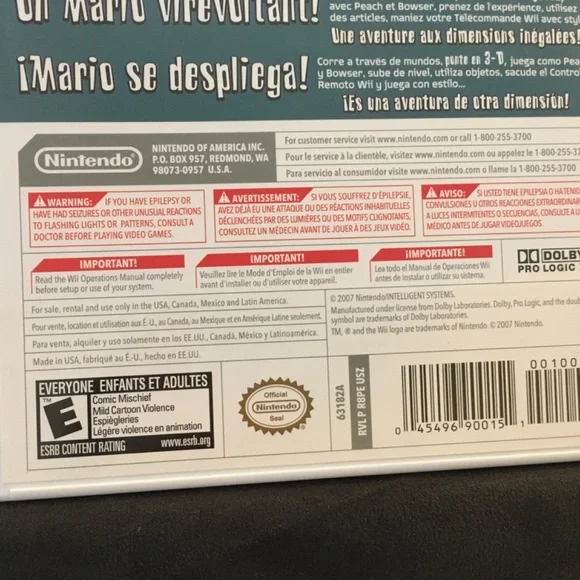 Un Mario virevoltant!
avec Peach et Bowser, prenez de l'expérience, utilisez
des articles, maniez votre Télécommande Wii avec
Une aventure aux dimensions inégalées!
¡Mario se despliega!
Corre a través de mundos, ponte en 3-D, juega como
y Bowser, sube de nivel, utiliza objetos, sacude el
Remoto Wii y juega con estilo...
¡Es una aventura de otra dimensión!
Nintendo®
NINTENDO OF AMERICA INC.
P.O. BOX 957, REDMOND, WA
98073-0957 U.S.A.
For customer service visit www.nintendo.com or call 1-800-255-3700
Pour le service à la clientèle, visitez www.nintendo.com ou appelez le 1-800-255-3
Para servicio al consumidor visite www.nintendo.com o llame la 1-800-255-3700
WARNING: IF YOU HAVE EPILEPSY OR
HAVE HAD SEIZURES OR OTHER UNUSUAL REACTIONS
TO FLASHING LIGHTS OR PATTERNS, CONSULT A
DOCTOR BEFORE PLAYING VIDEO GAMES.
AVERTISSEMENT: SI VOUS SOUFFREZ D'ÉPILEPSIE,
AVEZ DÉJÀ EU UNE ATTAQUE OU DES RÉACTIONS INHABITUELLES
DÉCLENCHÉES PAR DES LUMIÈRES OU DES MOTIFS CLIGNOTANTS,
CONSULTEZ UN MÉDECIN AVANT DE JOUER À DES JEUX VIDÉO.
AVISO: SI USTED TIENE EPILEPSIA O HA
CONVULSIONES U OTROS REACCIONES
A LUCES INTERMITENTES O SECUENCIAS, CONSULTE A
MÉDICO ANTES DE JUGAR VIDEOJUEGOS.
IMPORTANT!
Read the Wii Operations Manual completely
before setup or use of your system.
IMPORTANT!
Veuillez lire le Mode d'Emploi de la Wii en entier
avant d'installer ou d'utiliser votre appareil.
¡IMPORTANTE!
Lea todo el Manual de Operaciones Wii
antes de instalar o utilizar su sistema.
DOLBY
PRO LOGIC
For sale, rental and use only in the USA, Canada, Mexico and Latin America.
Pour vente, location et utilisation aux É.-U., au Canada, au Mexique et en Amérique Latine seulement.
Para venta, alquiler y uso solamente en los EE.UU., Canadá, México y Latinoamérica.
Made in USA, fabriqué au É.-U., hecho en EE.UU.
© 2007 Nintendo/INTELLIGENT SYSTEMS.
Manufactured under license from Dolby Laboratories. Dolby, Pro Logic, and the
symbol are trademarks of Dolby Laboratories.
TM, ® and the Wii logo are trademarks of Nintendo. © 2007 Nintendo.
EVERYONE ENFANTS ET ADULTES
E
TM
Comic Mischief
Mild Cartoon Violence
Espiègleries
Légère violence en animation
ESRB CONTENT RATING www.esrb.org
Official
Nintendo
Seal
63182A
RVL P R8PE USZ
00100
0 45496 90015 1